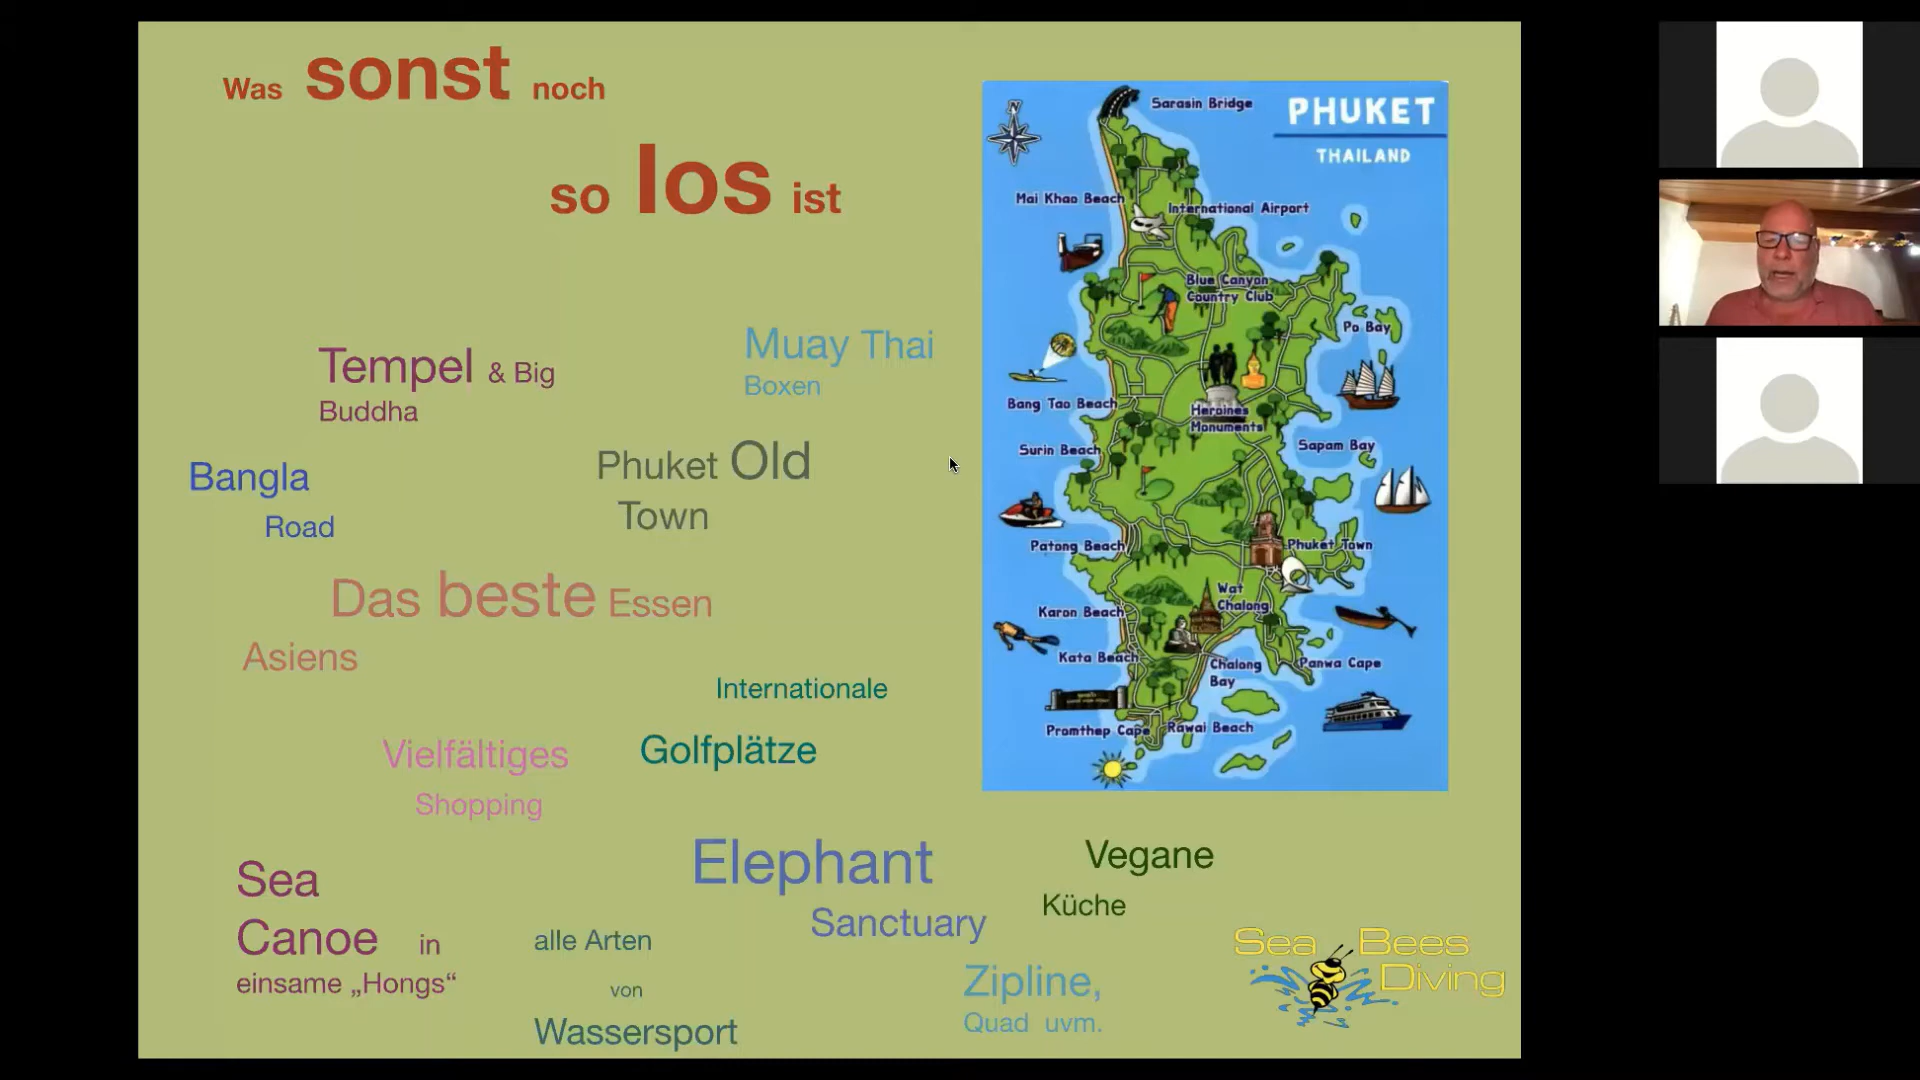 Was sonst noch
so los ist
Tempel & Big
Buddha
Muay Thai
Boxen
Bangla
Road
Phuket Old
Town
Das beste Essen
Asiens
Internationale
Golfplätze
Vielfältiges
Shopping
Elephant
Sanctuary
Vegane
Küche
Sea
Canoe in
einsame „Hongs“
alle Arten
von
Wassersport
Zipline,
Quad uvm.
Sea Bees
Diving
PHUKET
THAILAND
N
Sarasin Bridge
Mai Khao Beach
International Airport
Blue Canyon
Country Club
Po Bay
Bang Tao Beach
Heroines
Monuments
Surin Beach
Sapam Bay
Patong Beach
Phuket Town
Wat
Chalong
Karon Beach
Kata Beach
Chalong
Bay
Panwa Cape
Promthep Cape
Rawai Beach